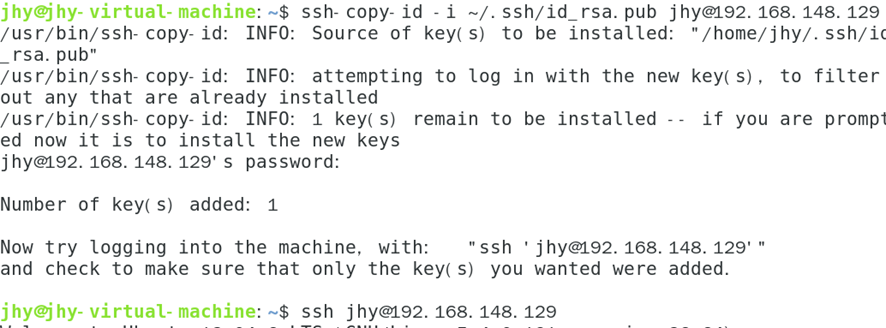 jhy@jhy-virtual-machine:~$ ssh-copy-id -i ~/.ssh/id_rsa.pub jhy@192.168.148.129
/usr/bin/ssh-copy-id: INFO: Source of key(s) to be installed: "/home/jhy/.ssh/id
_rsa.pub"
/usr/bin/ssh-copy-id: INFO: attempting to log in with the new key(s), to filter
out any that are already installed
/usr/bin/ssh-copy-id: INFO: 1 key(s) remain to be installed -- if you are prompt
ed now it is to install the new keys
jhy@192.168.148.129's password:
Number of key(s) added: 1
Now try logging into the machine, with:   "ssh 'jhy@192.168.148.129'"
and check to make sure that only the key(s) you wanted were added.
jhy@jhy-virtual-machine:~$ ssh jhy@192.168.148.129